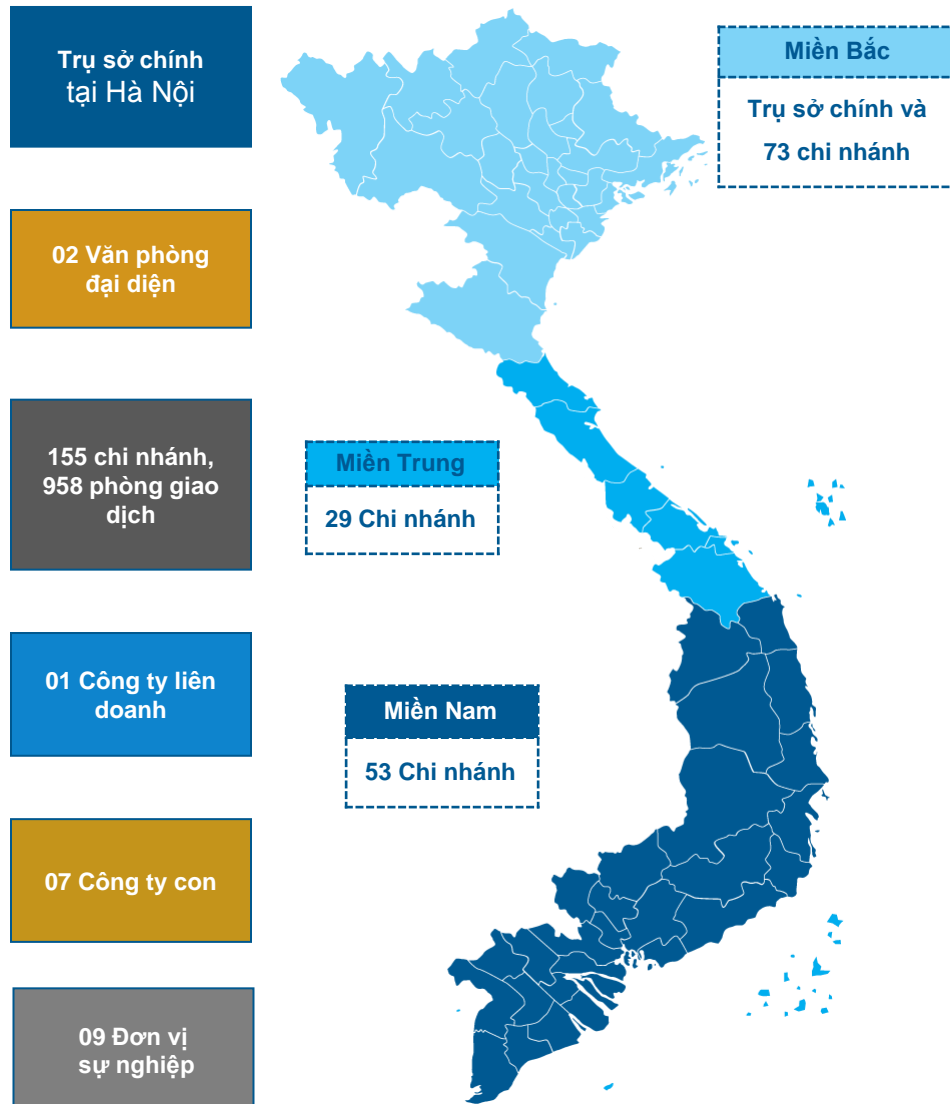 Trụ sở chính
tại Hà Nội
02 Văn phòng
đại diện
155 chi nhánh,
958 phòng giao
dịch
01 Công ty liên
doanh
07 Công ty con
09 Đơn vị
sự nghiệp
Miền Bắc
Trụ sở chính và
73 chi nhánh
Miền Trung
29 Chi nhánh
Miền Nam
53 Chi nhánh